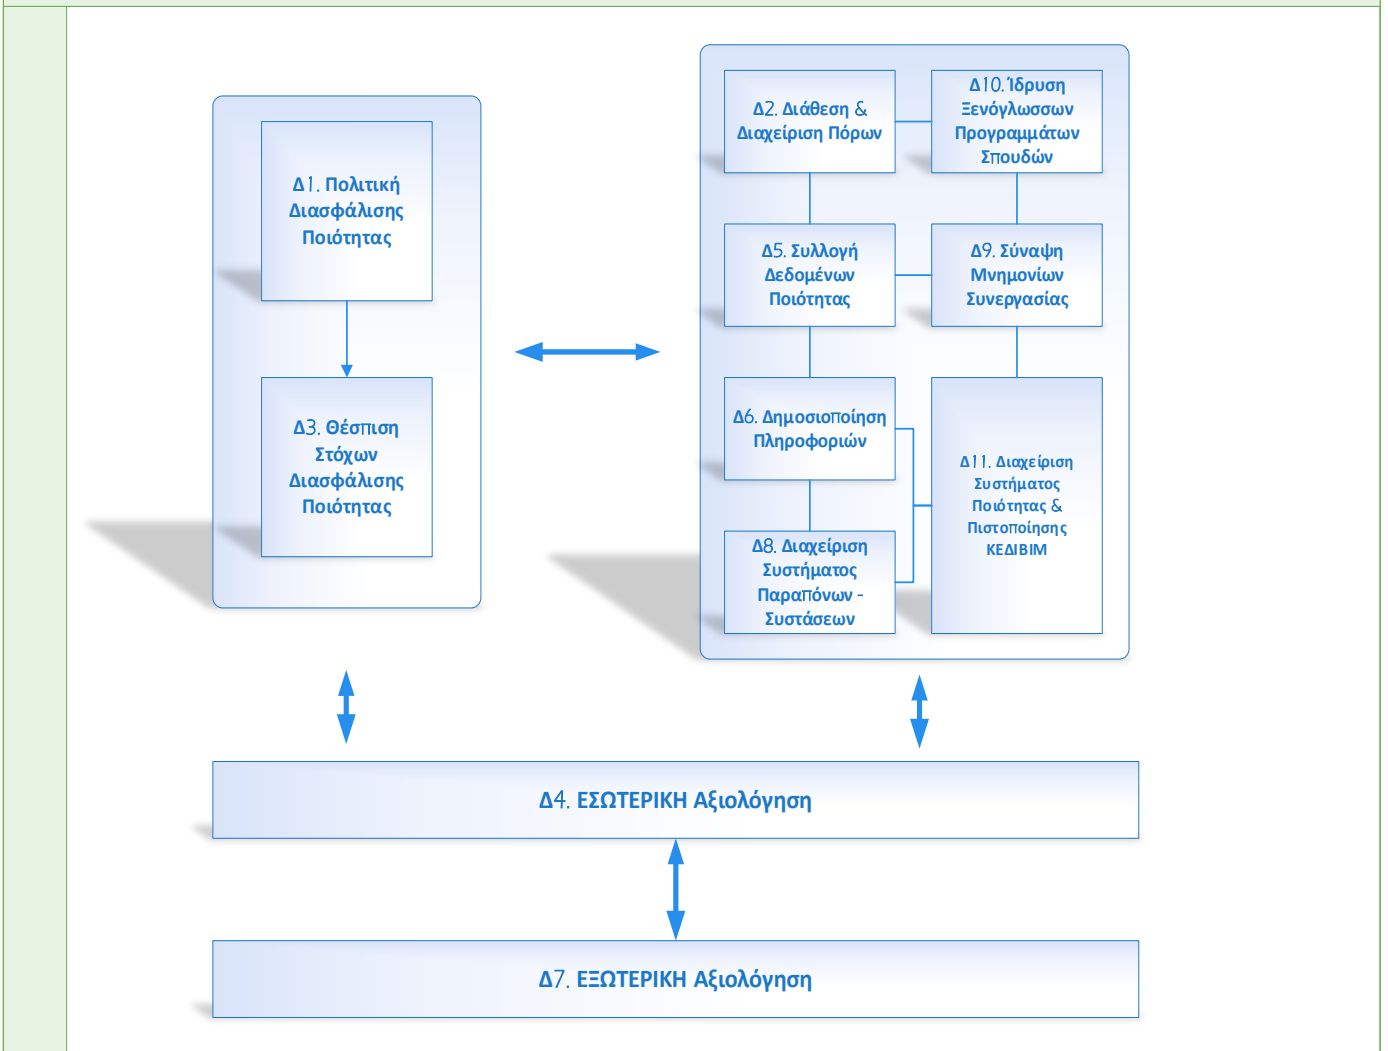 Δ1. Πολιτική
Διασφάλισης
Ποιότητας
Δ3. Θέσπιση
Στόχων
Διασφάλισης
Ποιότητας
Δ2. Διάθεση &
Διαχείριση Πόρων
Δ10. Ίδρυση
Ξενόγλωσσων
Προγραμμάτων
Σπουδών
Δ5. Συλλογή
Δεδομένων
Ποιότητας
Δ9. Σύναψη
Μνημονίων
Συνεργασίας
Δ6. Δημοσιοποίηση
Πληροφοριών
Δ11. Διαχείριση
Συστήματος
Ποιότητας &
Πιστοποίησης
ΚΕΔΙΒΙΜ
Δ8. Διαχείριση
Συστήματος
Παραπόνων -
Συστάσεων
Δ4. ΕΣΩΤΕΡΙΚΗ Αξιολόγηση
Δ7. ΕΞΩΤΕΡΙΚΗ Αξιολόγηση